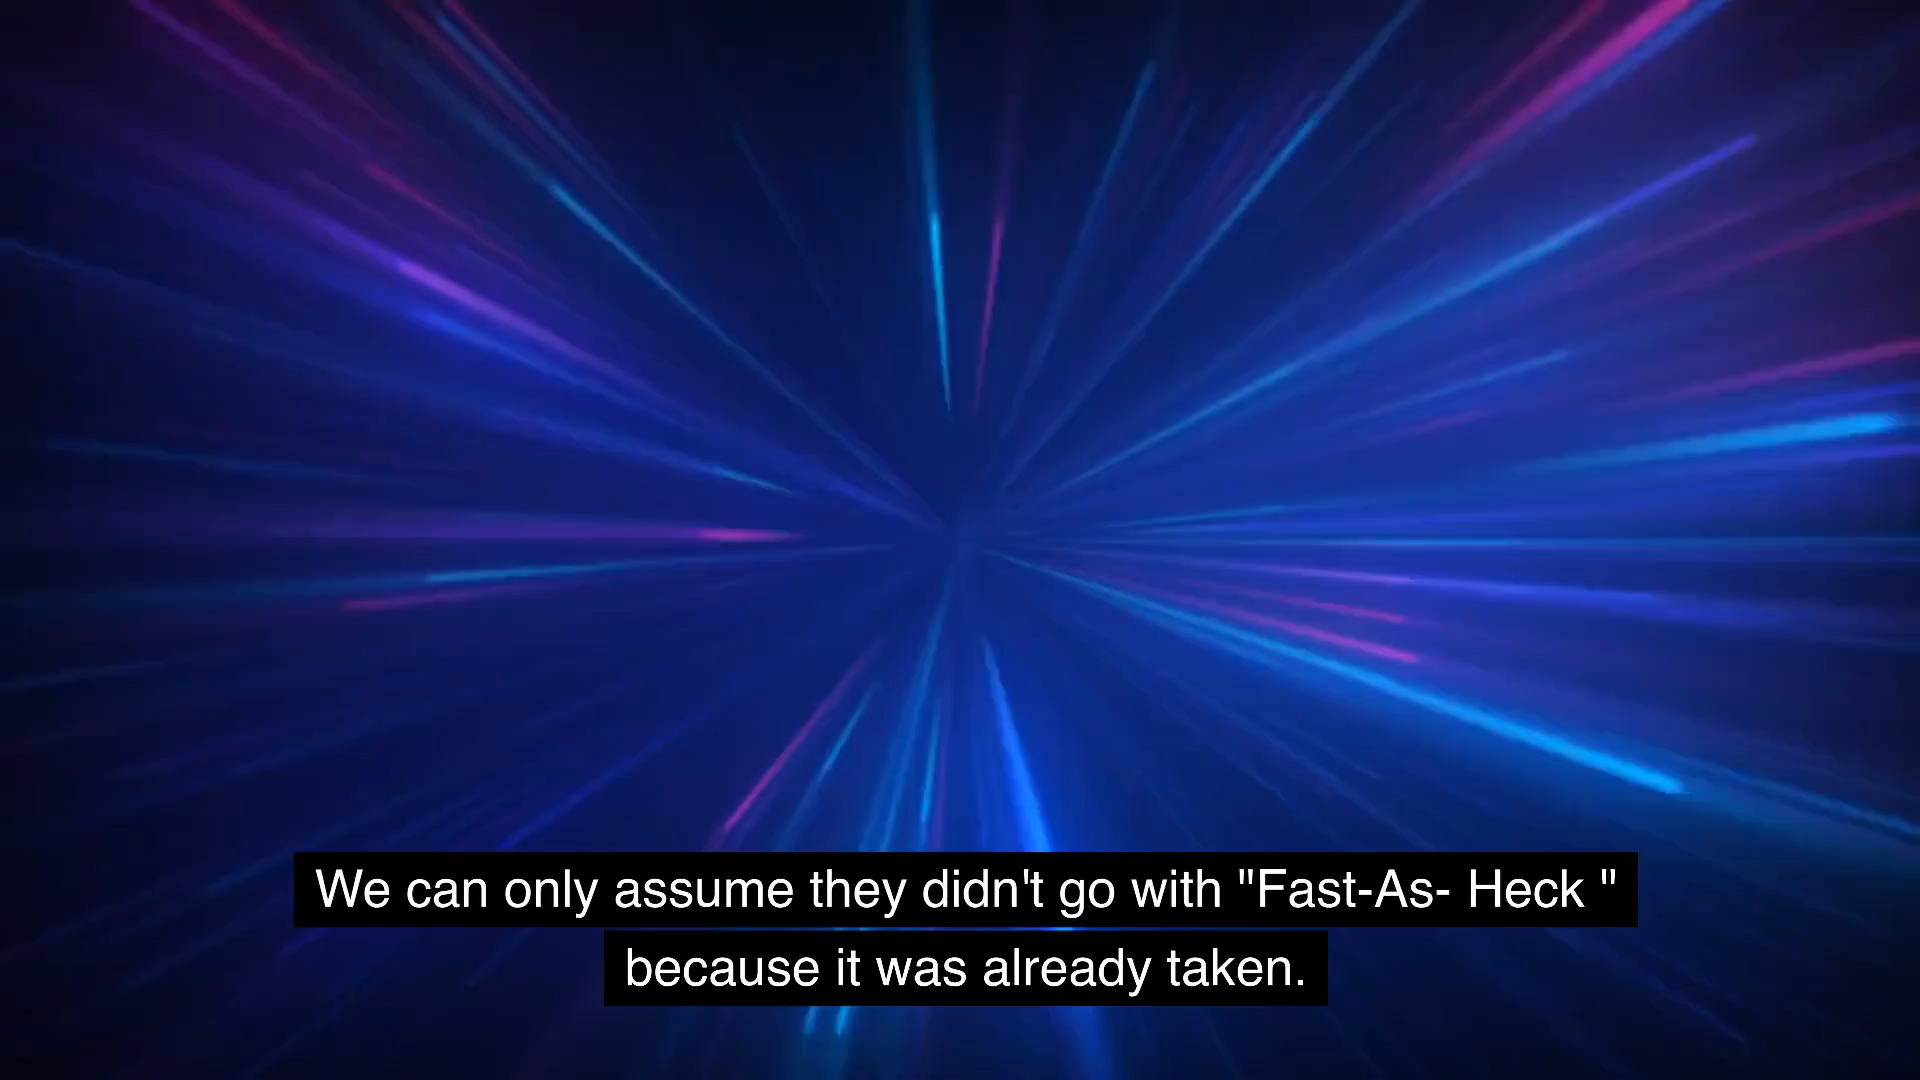 We can only assume they didn't go with "Fast-As- Heck "
because it was already taken.